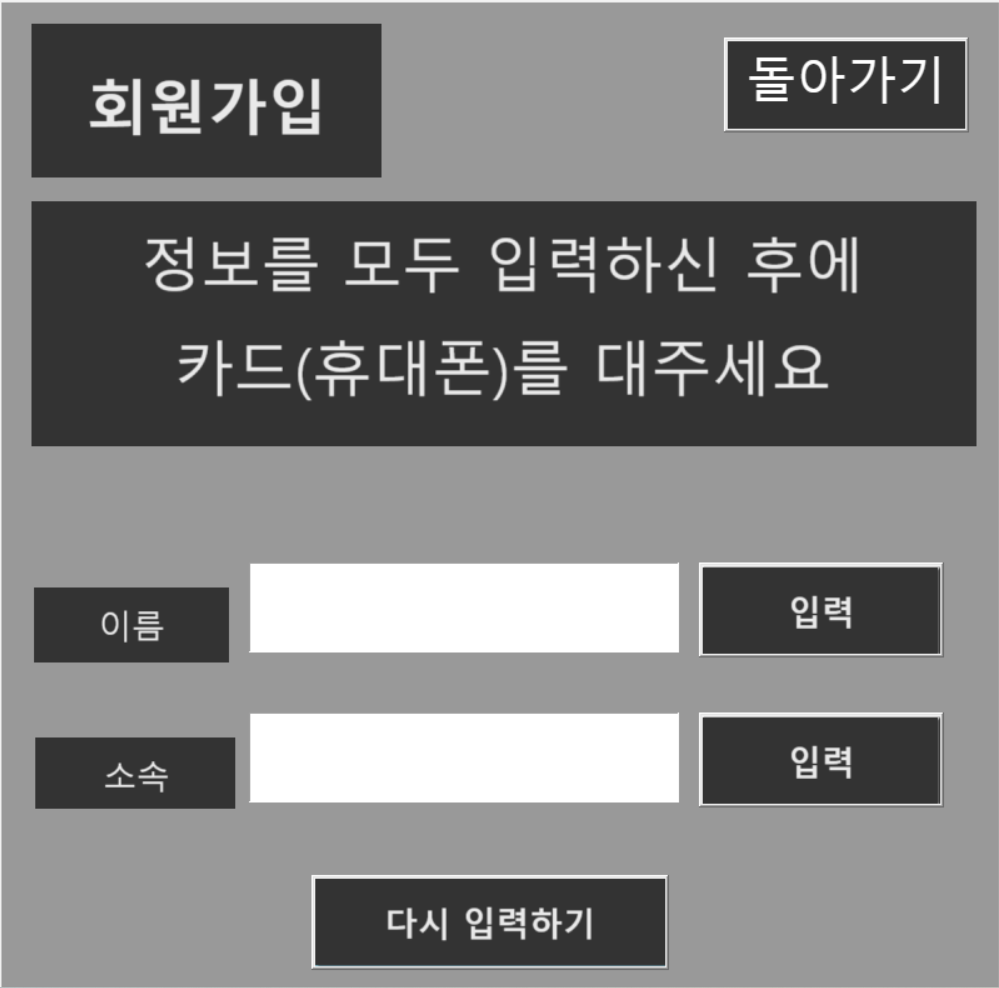 회원가입
돌아가기
정보를 모두 입력하신 후에
카드(휴대폰)를 대주세요
이름
입력
소속
입력
다시 입력하기